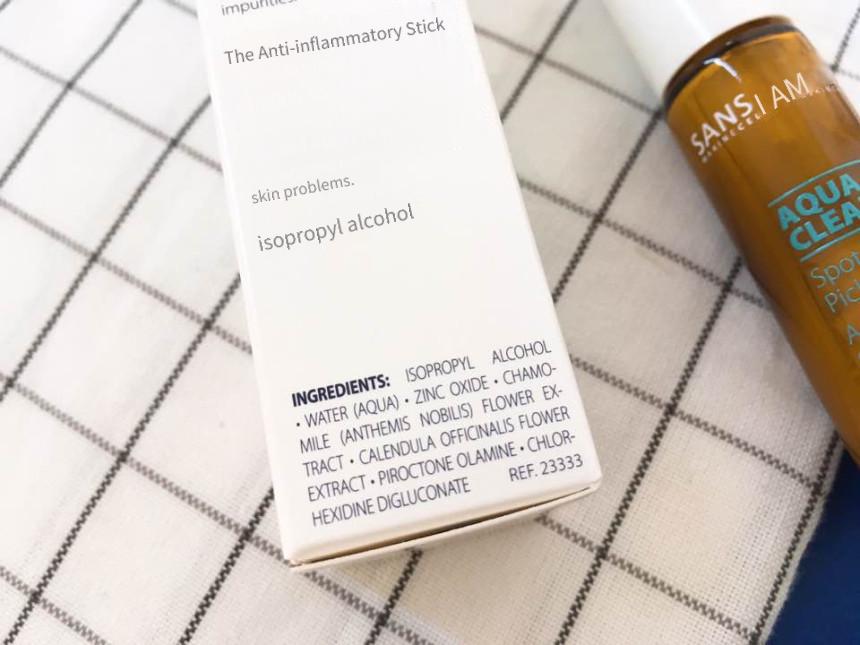 impurities.
The Anti-inflammatory Stick
skin problems.
isopropyl alcohol
INGREDIENTS: ISOPROPYL ALCOHOL
• WATER (AQUA) • ZINC OXIDE • CHAMO-
MILE (ANTHEMIS NOBILIS) FLOWER EX-
TRACT • CALENDULA OFFICINALIS FLOWER
EXTRACT • PIROCTONE OLAMINE • CHLOR-
HEXIDINE DIGLUCONATE REF. 23333
SANS I AM
AQUA
CLEA
Spot